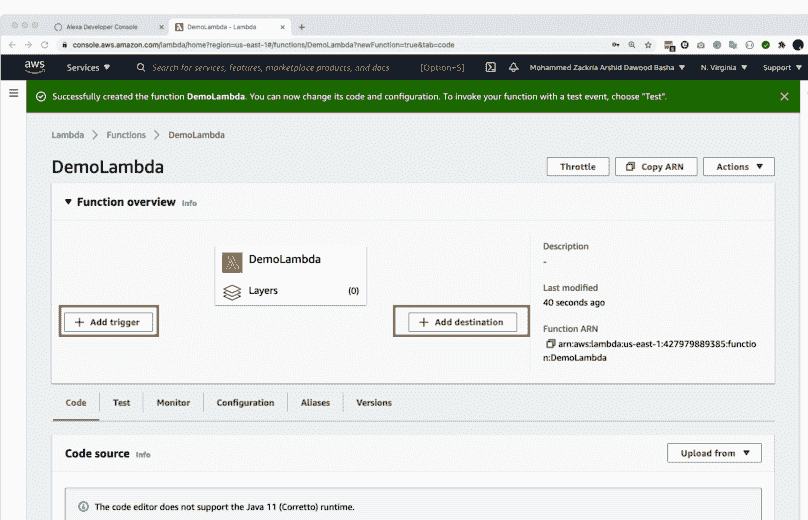 Alexa Developer Console
DemoLambda - Lambda
console.aws.amazon.com/lambda/home?region=us-east-1#/functions/DemoLambda?newFunction=true&tab=code
aws
Services
Search for services, features, marketplace products, and docs
[Option+S]
Mohammed Zackria Arshid Dawood Basha
N. Virginia
Support
Successfully created the function DemoLambda. You can now change its code and configuration. To invoke your function with a test event, choose "Test".
Lambda > Functions > DemoLambda
DemoLambda
Throttle
Copy ARN
Actions
Function overview Info
DemoLambda
Layers (0)
Add trigger
Add destination
Description
-
Last modified
40 seconds ago
Function ARN
arn:aws:lambda:us-east-1:427979889385:functio
n:DemoLambda
Code
Test
Monitor
Configuration
Aliases
Versions
Code source Info
Upload from
The code editor does not support the Java 11 (Corretto) runtime.